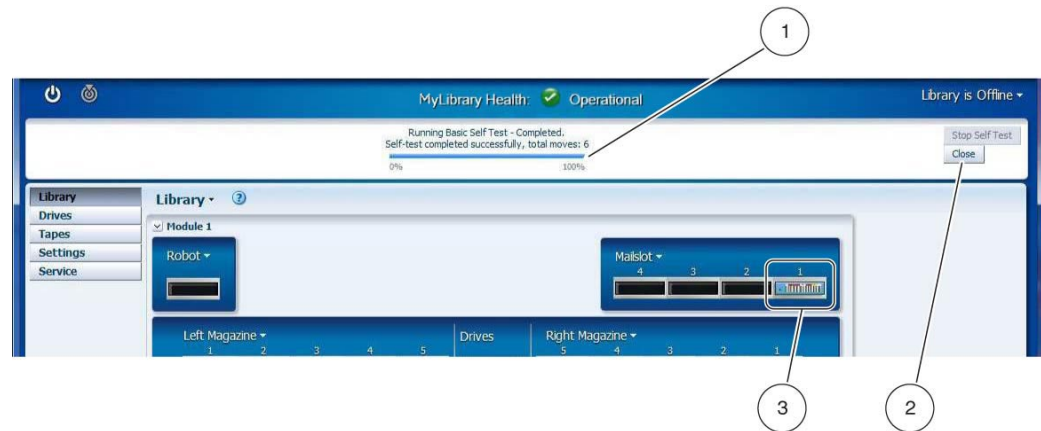 1
MyLibrary Health: Operational
Library is Offline
Running Basic Self Test - Completed.
Self-test completed successfully, total moves: 6
0% 100%
Stop Self Test
Close
Library
Drives
Tapes
Settings
Service
Library
Module 1
Robot
Mailslot
4 3 2 1
Left Magazine
1 2 3 4 5
Drives
Right Magazine
5 4 3 2 1
3
2